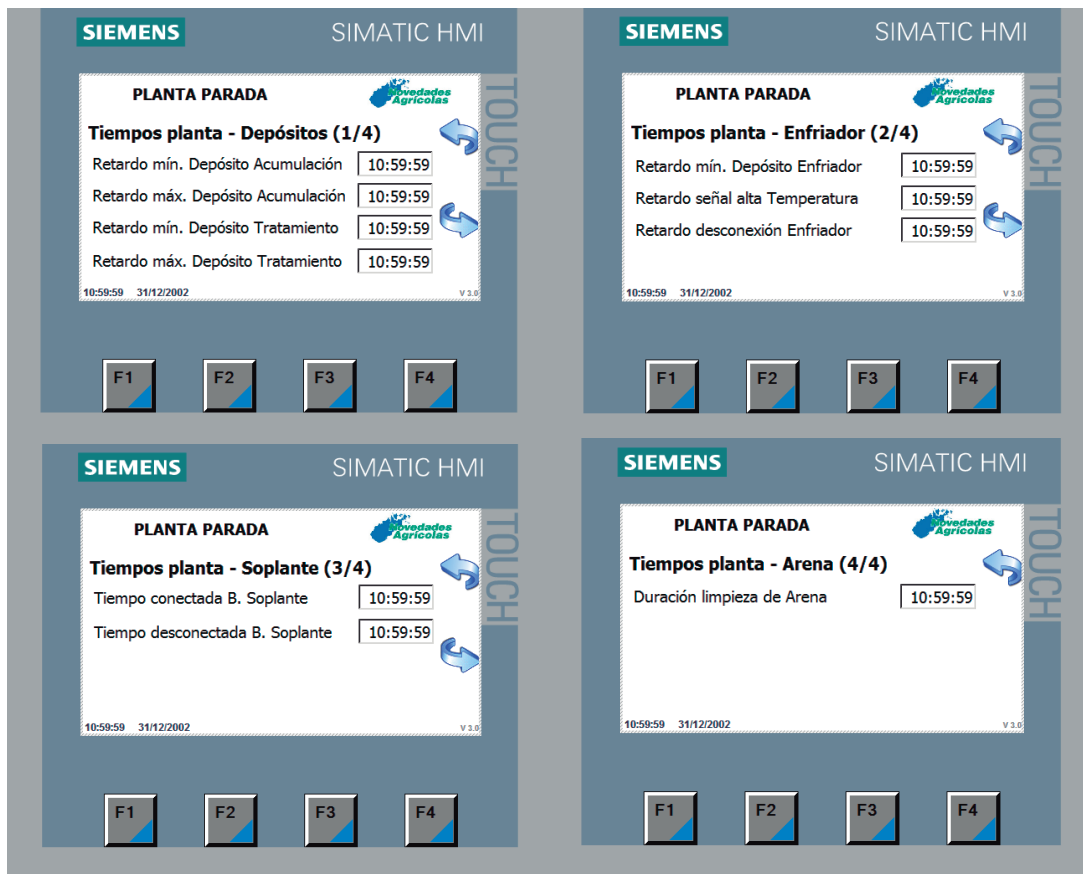 SIEMENS SIMATIC HMI
TOUCH
PLANTA PARADA
Novedades
Agrícolas
Tiempos planta - Depósitos (1/4)
Retardo mín. Depósito Acumulación 10:59:59
Retardo máx. Depósito Acumulación 10:59:59
Retardo mín. Depósito Tratamiento 10:59:59
Retardo máx. Depósito Tratamiento 10:59:59
10:59:59 31/12/2002 V 3.0
F1 F2 F3 F4
SIEMENS SIMATIC HMI
TOUCH
PLANTA PARADA
Novedades
Agrícolas
Tiempos planta - Enfriador (2/4)
Retardo mín. Depósito Enfriador 10:59:59
Retardo señal alta Temperatura 10:59:59
Retardo desconexión Enfriador 10:59:59
10:59:59 31/12/2002 V 3.0
F1 F2 F3 F4
SIEMENS SIMATIC HMI
TOUCH
PLANTA PARADA
Novedades
Agrícolas
Tiempos planta - Soplante (3/4)
Tiempo conectada B. Soplante 10:59:59
Tiempo desconectada B. Soplante 10:59:59
10:59:59 31/12/2002 V 3.0
F1 F2 F3 F4
SIEMENS SIMATIC HMI
TOUCH
PLANTA PARADA
Novedades
Agrícolas
Tiempos planta - Arena (4/4)
Duración limpieza de Arena 10:59:59
10:59:59 31/12/2002 V 3.0
F1 F2 F3 F4